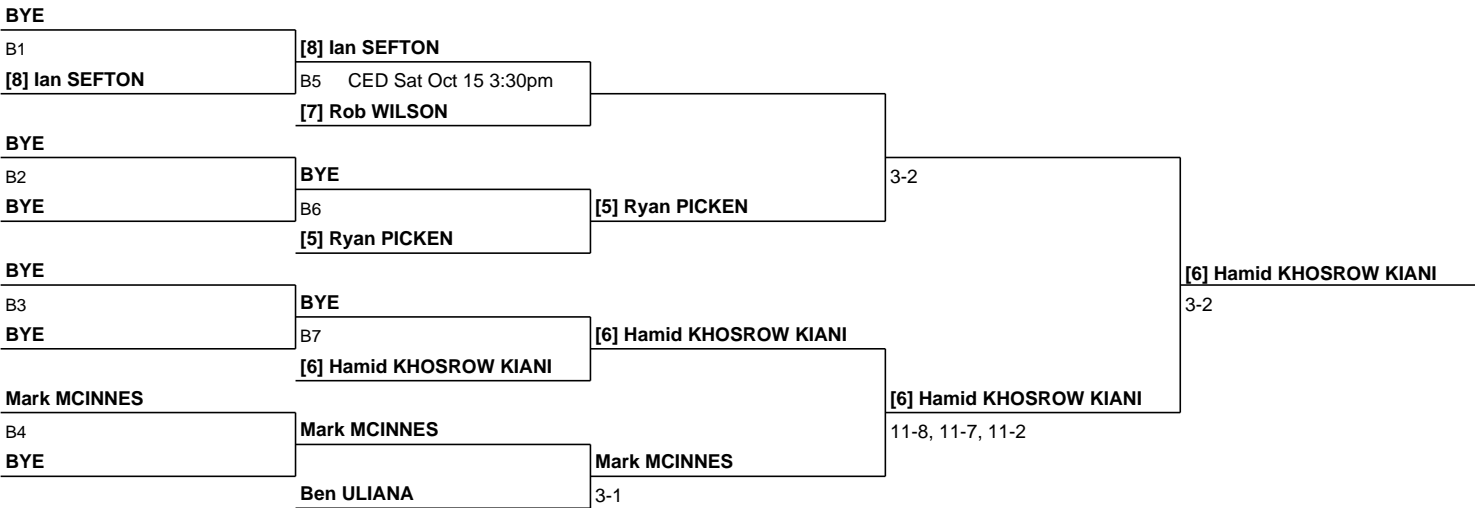 BYE
B1
[8] Ian SEFTON
[8] Ian SEFTON
B5 CED Sat Oct 15 3:30pm
[7] Rob WILSON
BYE
B2
BYE
3-2
BYE
B6
[5] Ryan PICKEN
[5] Ryan PICKEN
BYE
[6] Hamid KHOSROW KIANI
B3
BYE
3-2
BYE
B7
[6] Hamid KHOSROW KIANI
[6] Hamid KHOSROW KIANI
Mark MCINNES
[6] Hamid KHOSROW KIANI
B4
Mark MCINNES
11-8, 11-7, 11-2
BYE
Mark MCINNES
Ben ULIANA
3-1